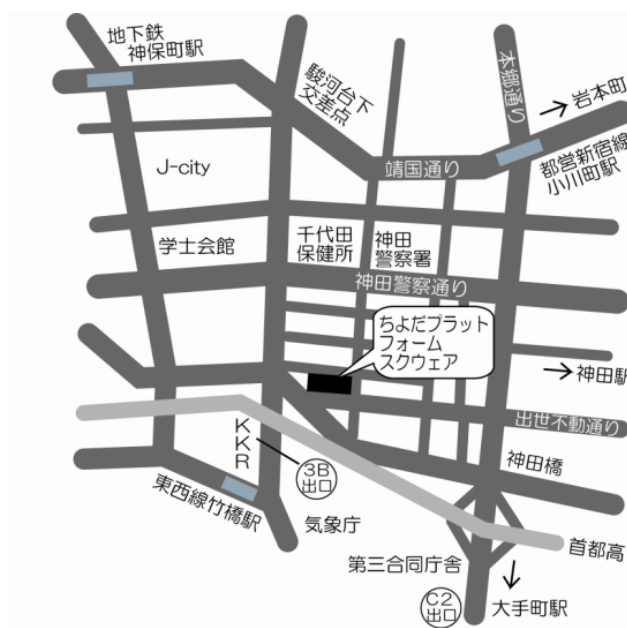 地下鉄
神保町駅
駿河台下
交差点
本郷通り
岩本町
都営新宿線
小川町駅
靖国通り
J-city
学士会館
千代田
保健所
神田
警察署
神田警察通り
ちよだプラット
フォーム
スクウェア
神田駅
出世不動通り
KKR
3B
出口
神田橋
東西線竹橋駅
気象庁
首都高
第三合同庁舎
C2
出口
大手町駅